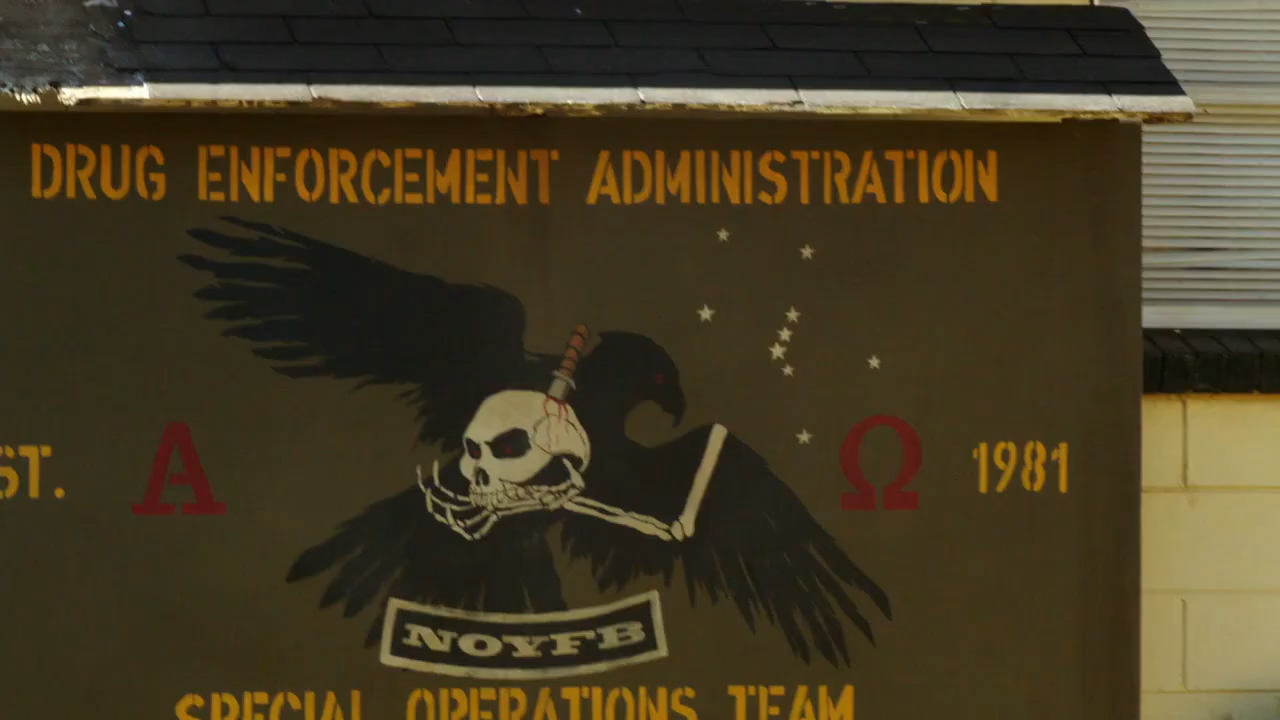 DRUG ENFORCEMENT ADMINISTRATION
ST. A Ω 1981
NOYFB
SPECIAL OPERATIONS TEAM